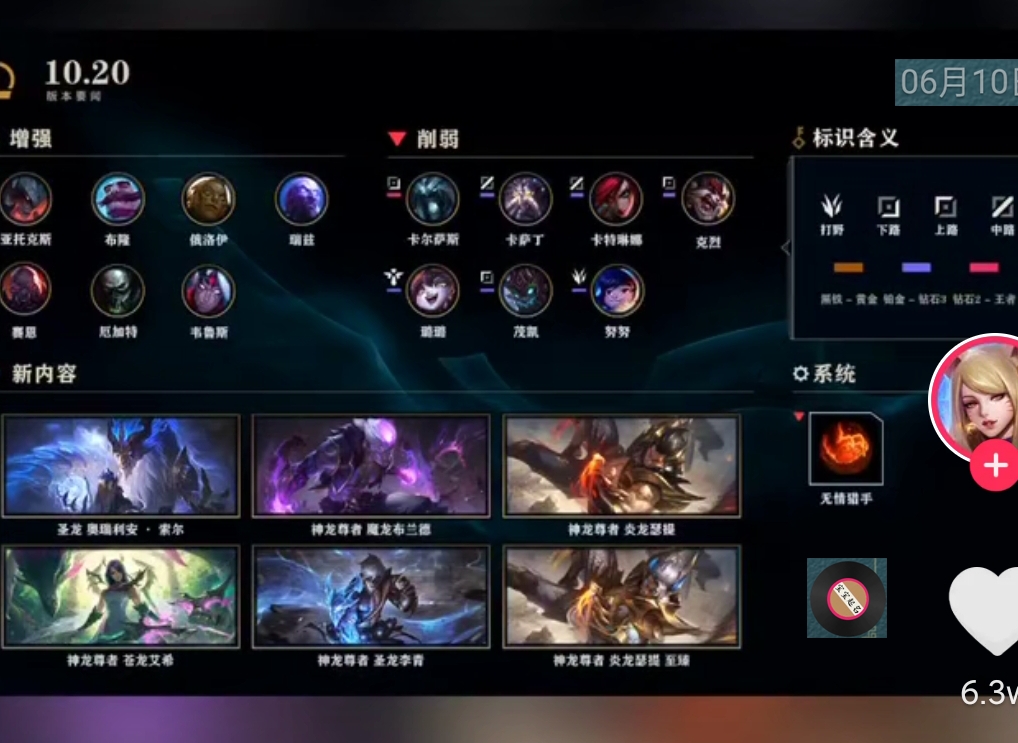 10.20
版本要闻
06月10日
增强
削弱
标识含义
亚托克斯
布隆
俄洛伊
瑞兹
卡尔萨斯
卡萨丁
卡特琳娜
克烈
打野
下路
上路
中路
黑铁-黄金 铂金-钻石3 钻石2-王者
赛恩
厄加特
韦鲁斯
璐璐
茂凯
努努
新内容
系统
无情猎手
圣龙 奥瑞利安·索尔
神龙尊者 魔龙布兰德
神龙尊者 炎龙瑟提
神龙尊者 苍龙艾希
神龙尊者 圣龙李青
神龙尊者 炎龙瑟提 至臻
6.3w